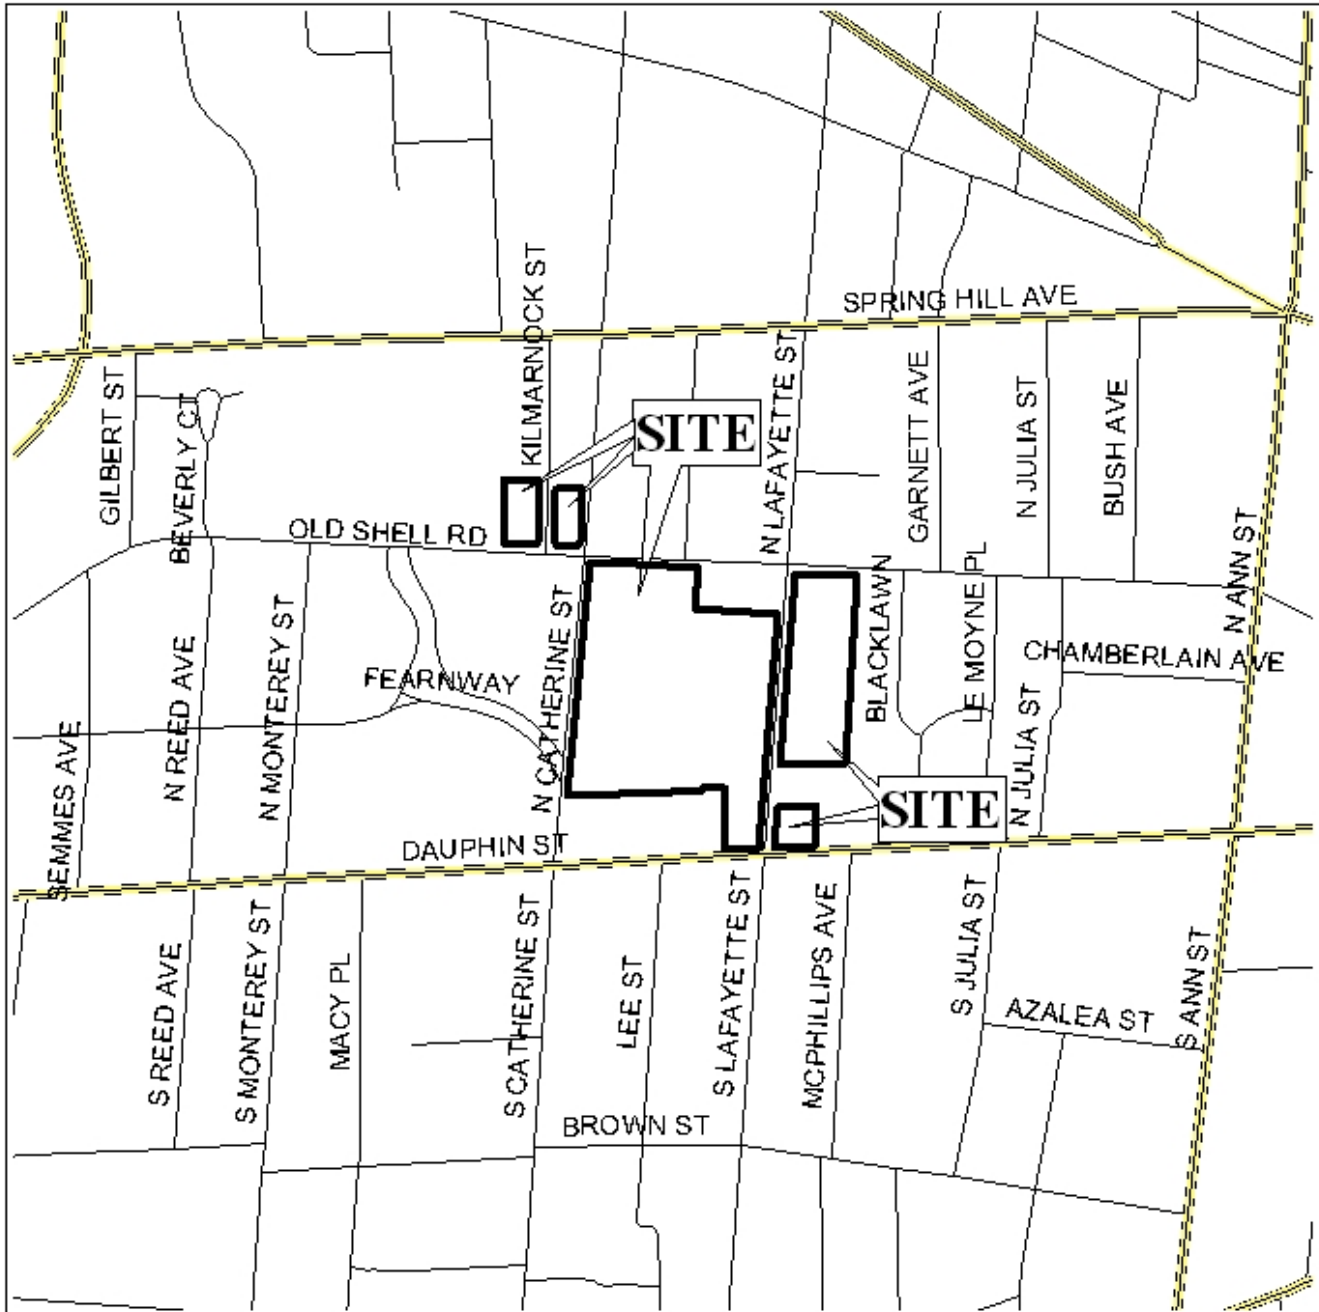 SPRING HILL AVE
KILMARNOCK ST
N LAFAYETTE ST
GILBERT ST
BEVERLY CT
SITE
GARNETT AVE
N JULIA ST
BUSH AVE
OLD SHELL RD
N ANN ST
SEMMES AVE
N REED AVE
N MONTEREY ST
FEARNWAY
N CATHERINE ST
BLACKLAWN
LE MOYNE PL
CHAMBERLAIN AVE
N JULIA ST
SITE
DAUPHIN ST
S REED AVE
S MONTEREY ST
MACY PL
S CATHERINE ST
LEE ST
S LAFAYETTE ST
MCPHILLIPS AVE
S JULIA ST
AZALEA ST
S ANN ST
BROWN ST